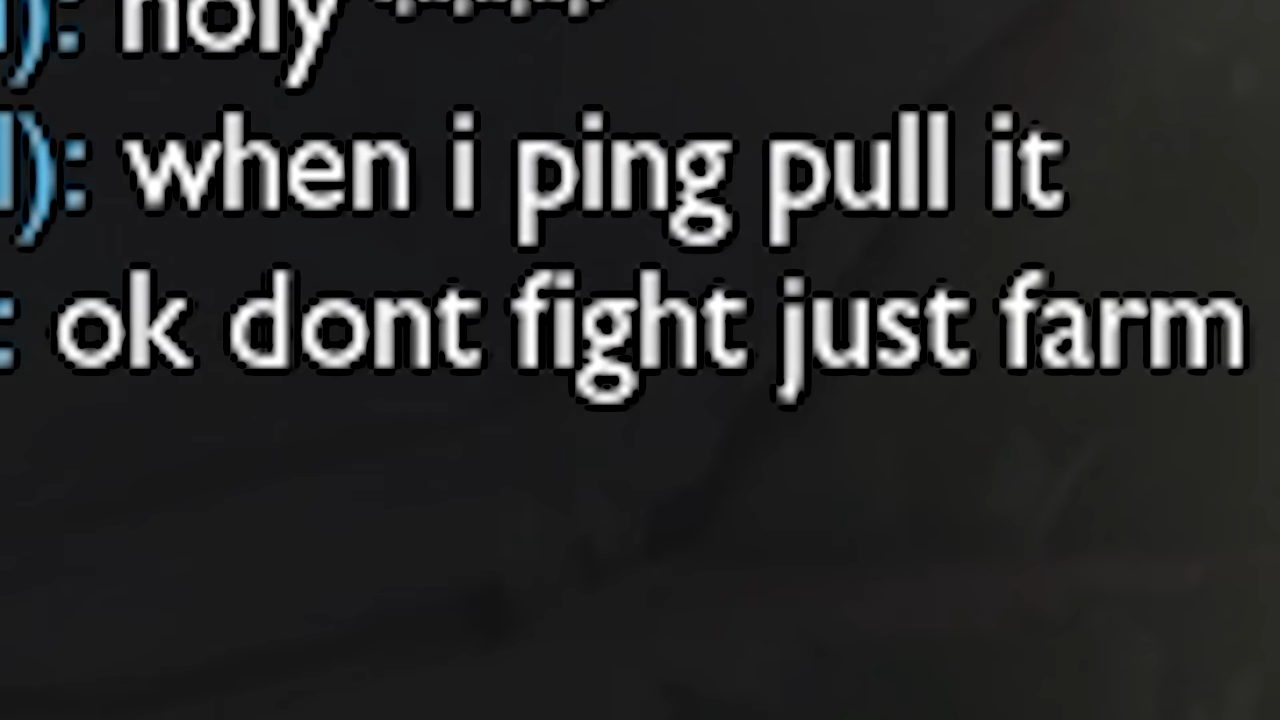 ): holy ****
l): when i ping pull it
: ok dont fight just farm